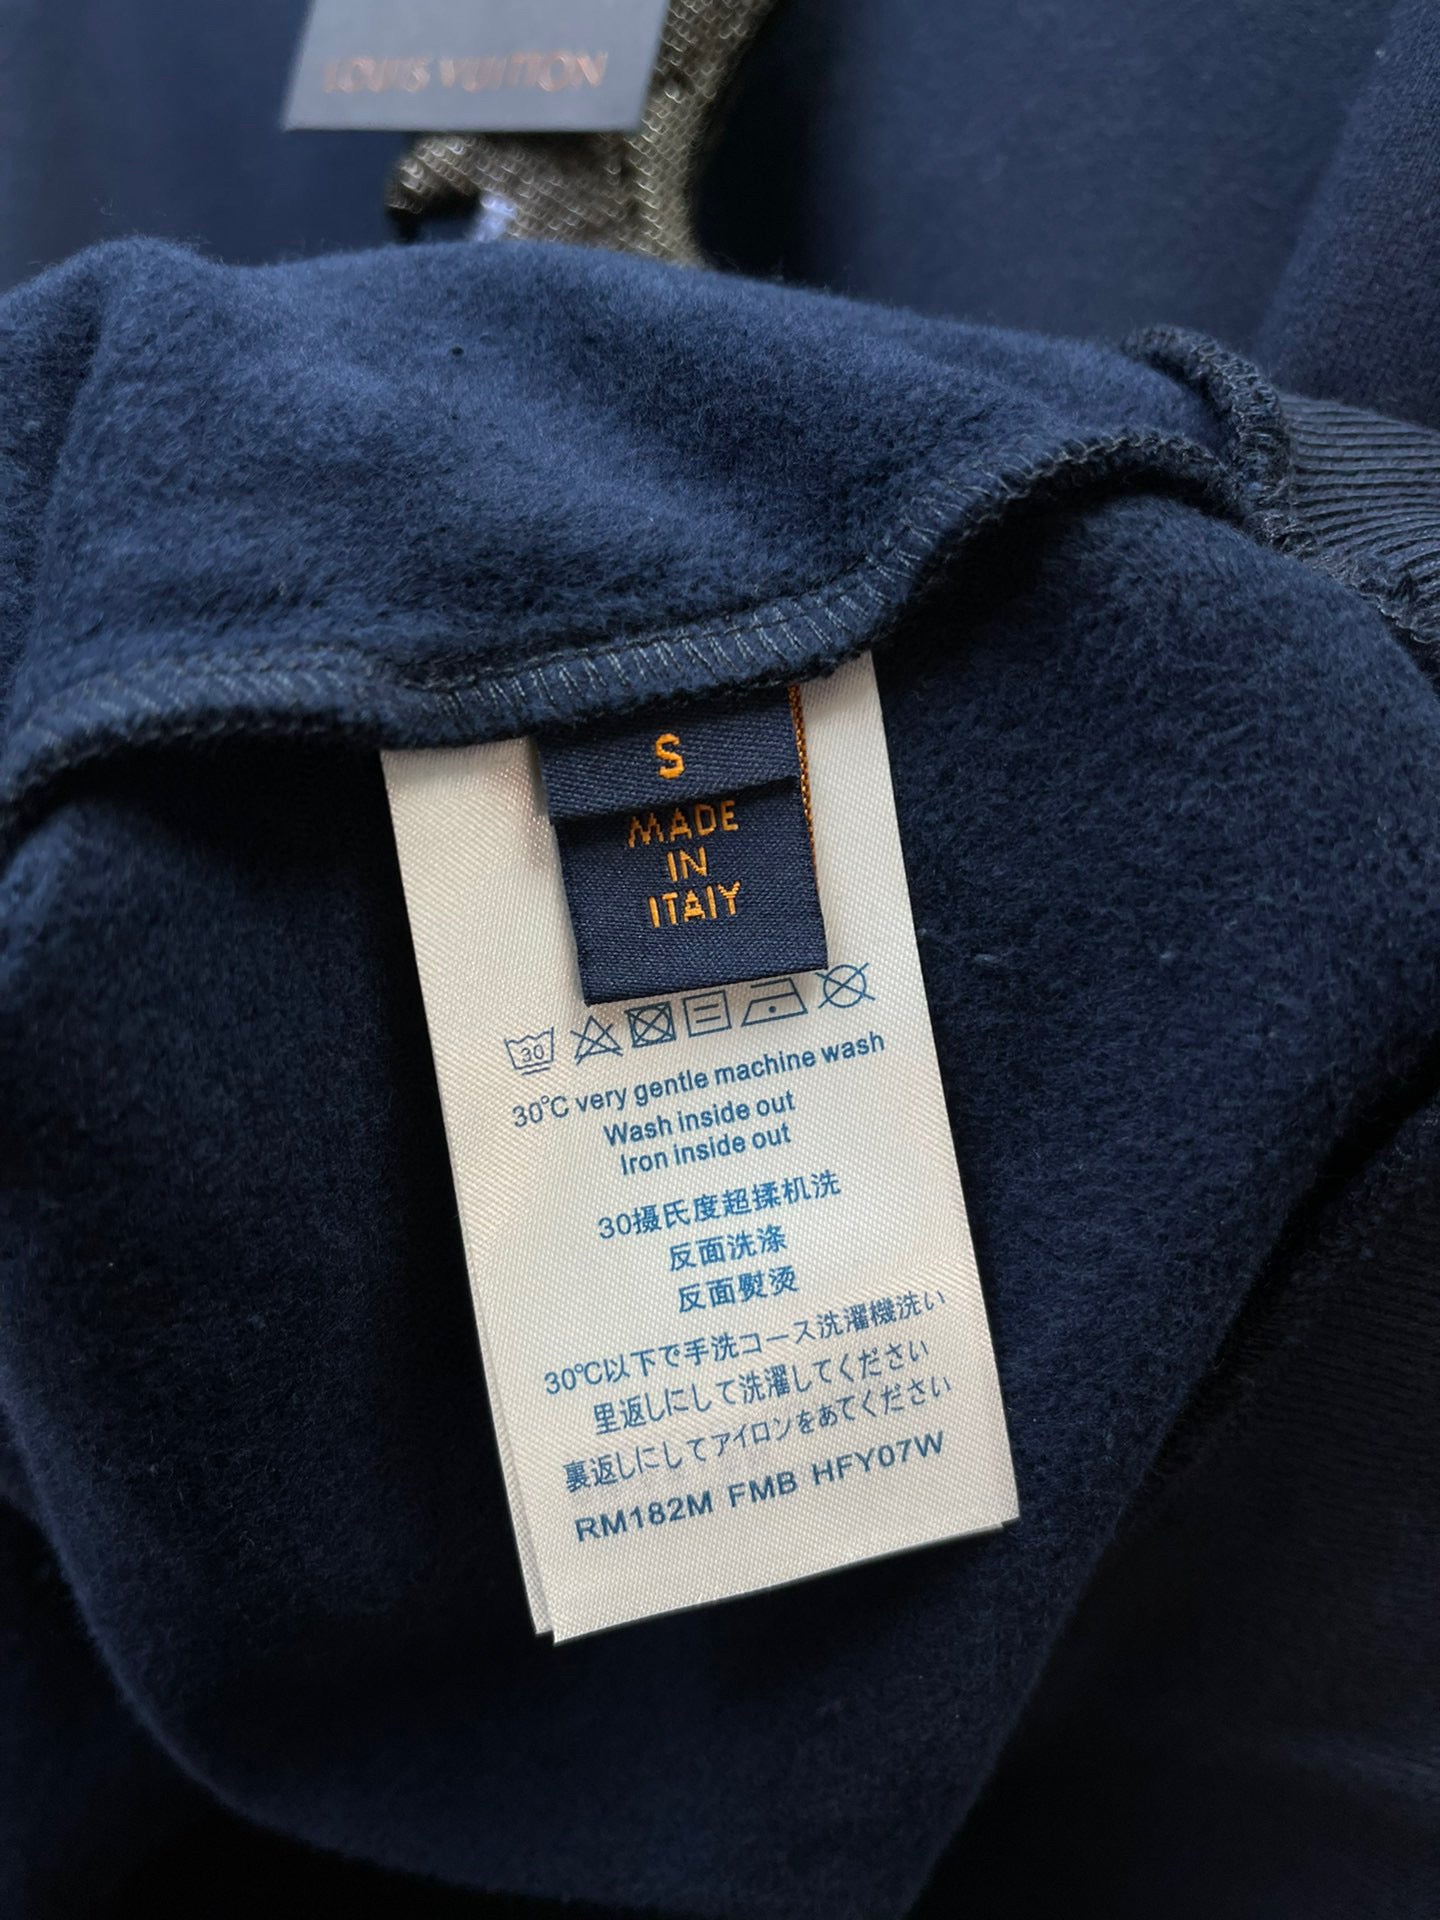 LOUIS VUITTON
S
MADE
IN
ITALY
30
30℃ very gentle machine wash
Wash inside out
Iron inside out
30摄氏度超揉机洗
反面洗涤
反面熨烫
30℃以下で手洗コース洗濯機洗い
里返しにして洗濯してください
裏返しにしてアイロンをあてください
RM182M FMB HFY07W